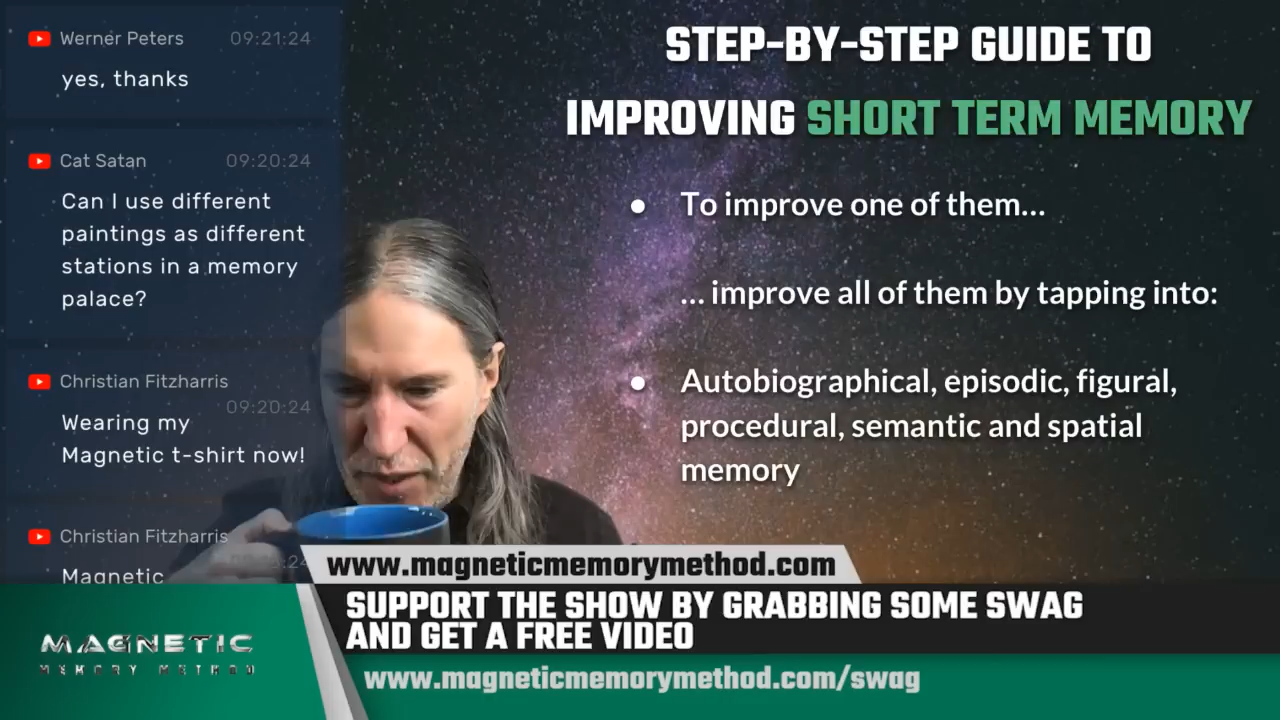 Werner Peters 09:21:24
yes, thanks
Cat Satan 09:20:24
Can I use different
paintings as different
stations in a memory
palace?
Christian Fitzharris
09:20:24
Wearing my
Magnetic t-shirt now!
Christian Fitzharris
Magnetic
STEP-BY-STEP GUIDE TO
IMPROVING SHORT TERM MEMORY
● To improve one of them...
... improve all of them by tapping into:
● Autobiographical, episodic, figural,
procedural, semantic and spatial
memory
www.magneticmemorymethod.com
SUPPORT THE SHOW BY GRABBING SOME SWAG
AND GET A FREE VIDEO
www.magneticmemorymethod.com/swag
MAGNETIC
MEMORY METHOD